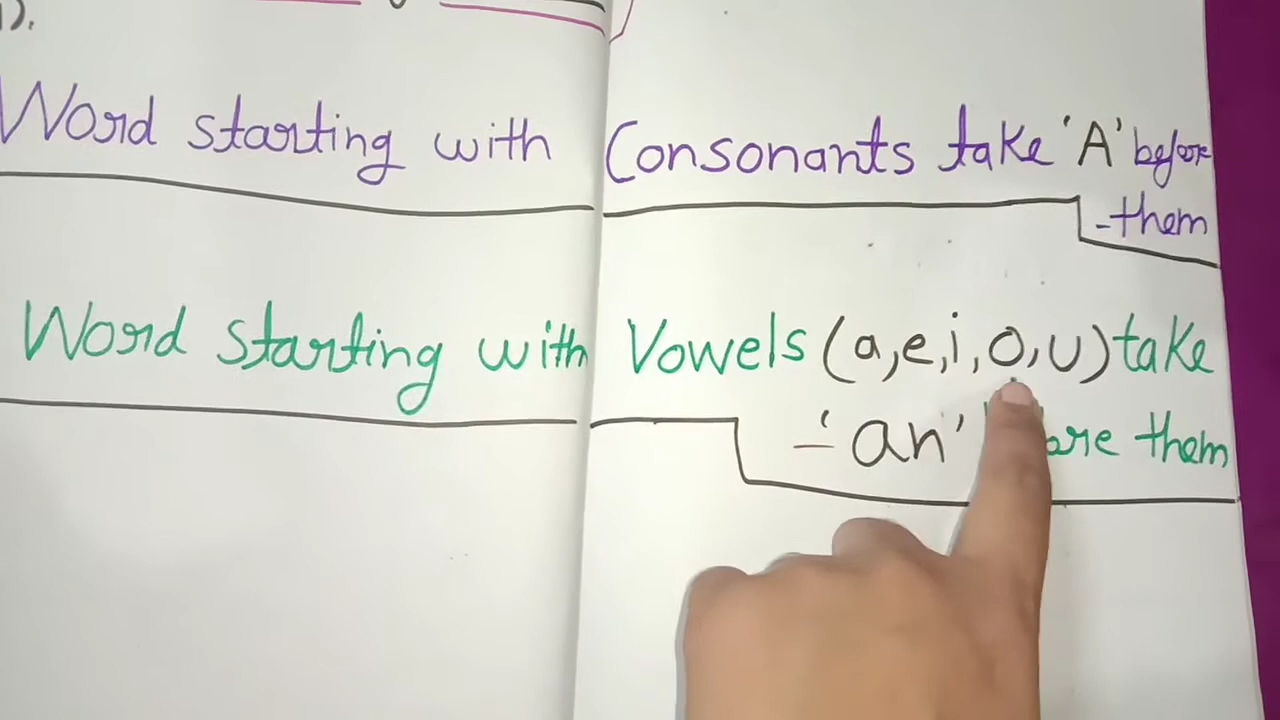 ).
Word starting with Consonants take 'A' before
-them
Word starting with Vowels (a,e,i,o,u) take
- 'an' them